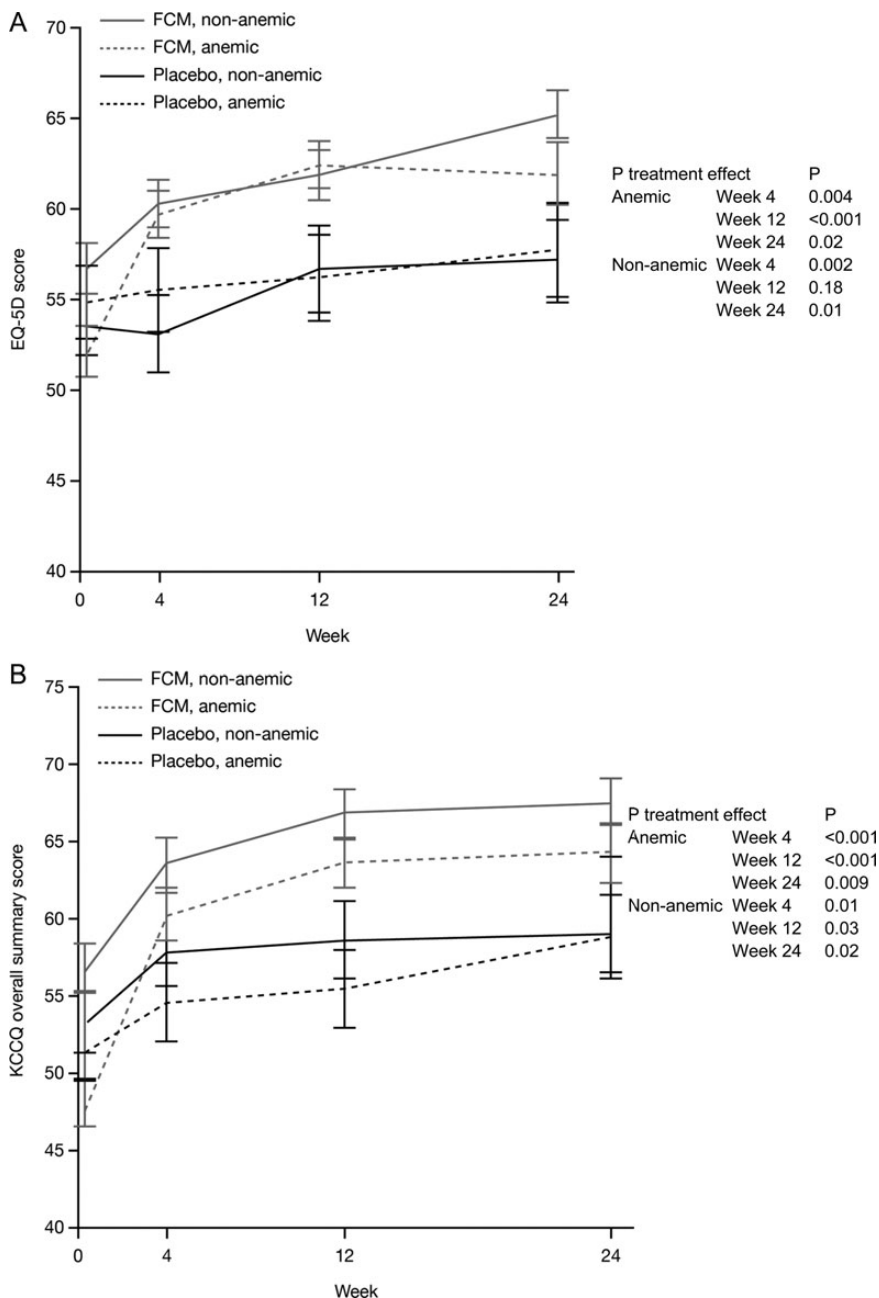 A
FCM, non-anemic
FCM, anemic
Placebo, non-anemic
Placebo, anemic
70
65
60
55
50
45
40
EQ-5D score
0 4 12 24
Week
P treatment effect P
Anemic Week 4 0.004
Week 12 <0.001
Week 24 0.02
Non-anemic Week 4 0.002
Week 12 0.18
Week 24 0.01
B
FCM, non-anemic
FCM, anemic
Placebo, non-anemic
Placebo, anemic
75
70
65
60
55
50
45
40
KCCQ overall summary score
0 4 12 24
Week
P treatment effect P
Anemic Week 4 <0.001
Week 12 <0.001
Week 24 0.009
Non-anemic Week 4 0.01
Week 12 0.03
Week 24 0.02